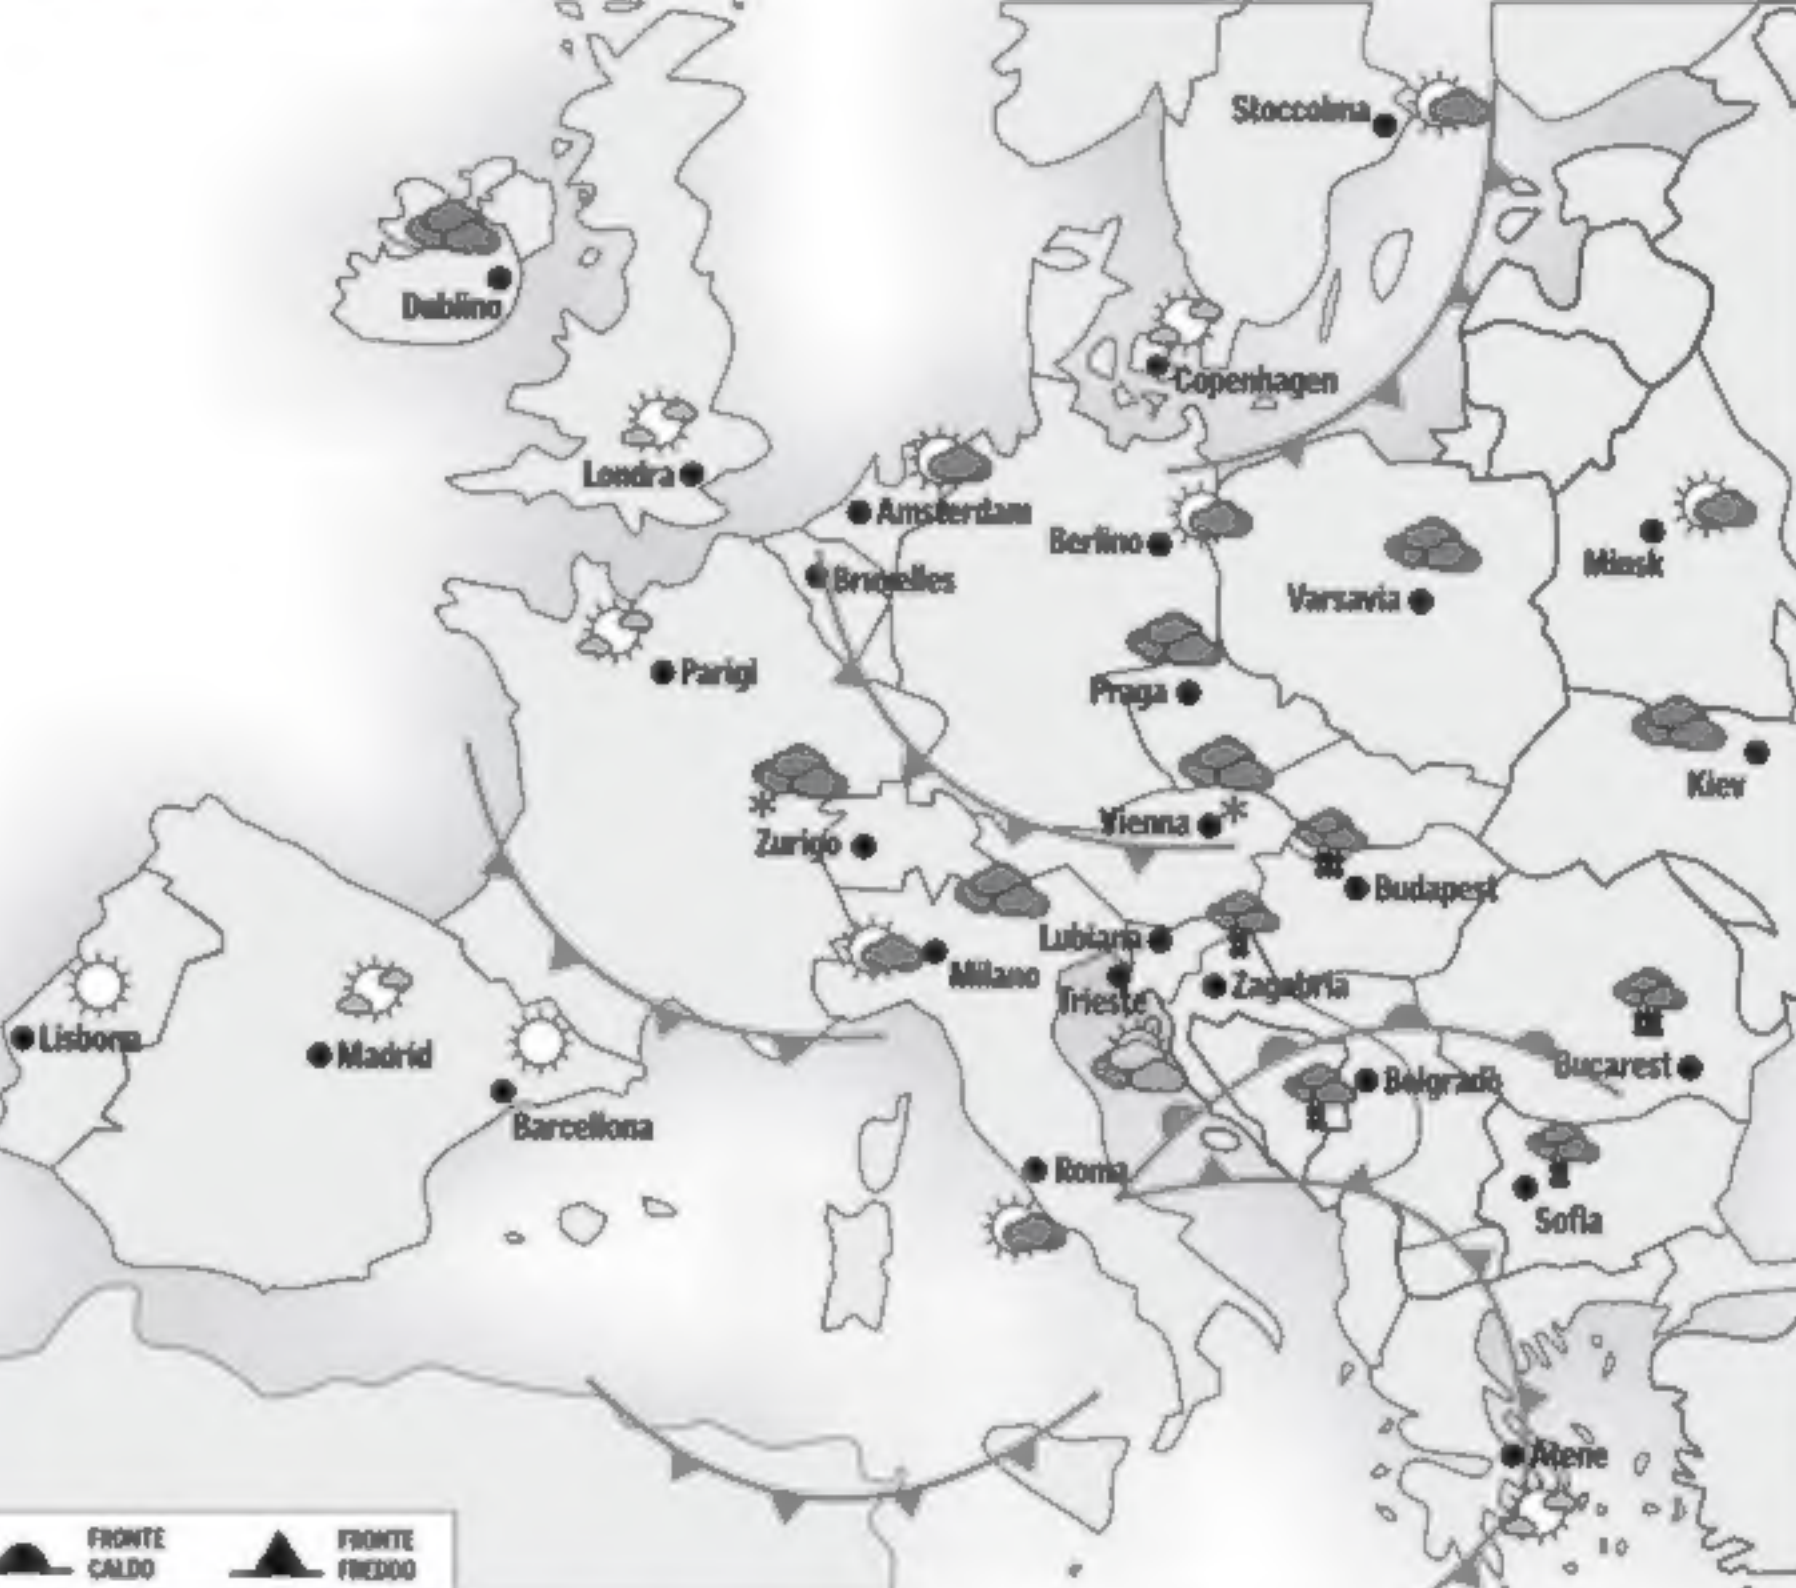 Stoccolma
Dublino
Copenhagen
Londra
Amsterdam
Berlino
Bruxelles
Varsavia
Minsk
Parigi
Praga
Kiev
Vienna
Zurigo
Budapest
Lubiana
Milano
Trieste
Zagabria
Lisbona
Madrid
Barcellona
Belgrado
Bucarest
Roma
Sofia
Atene
FRONTE
CALDO
FRONTE
FREDDO